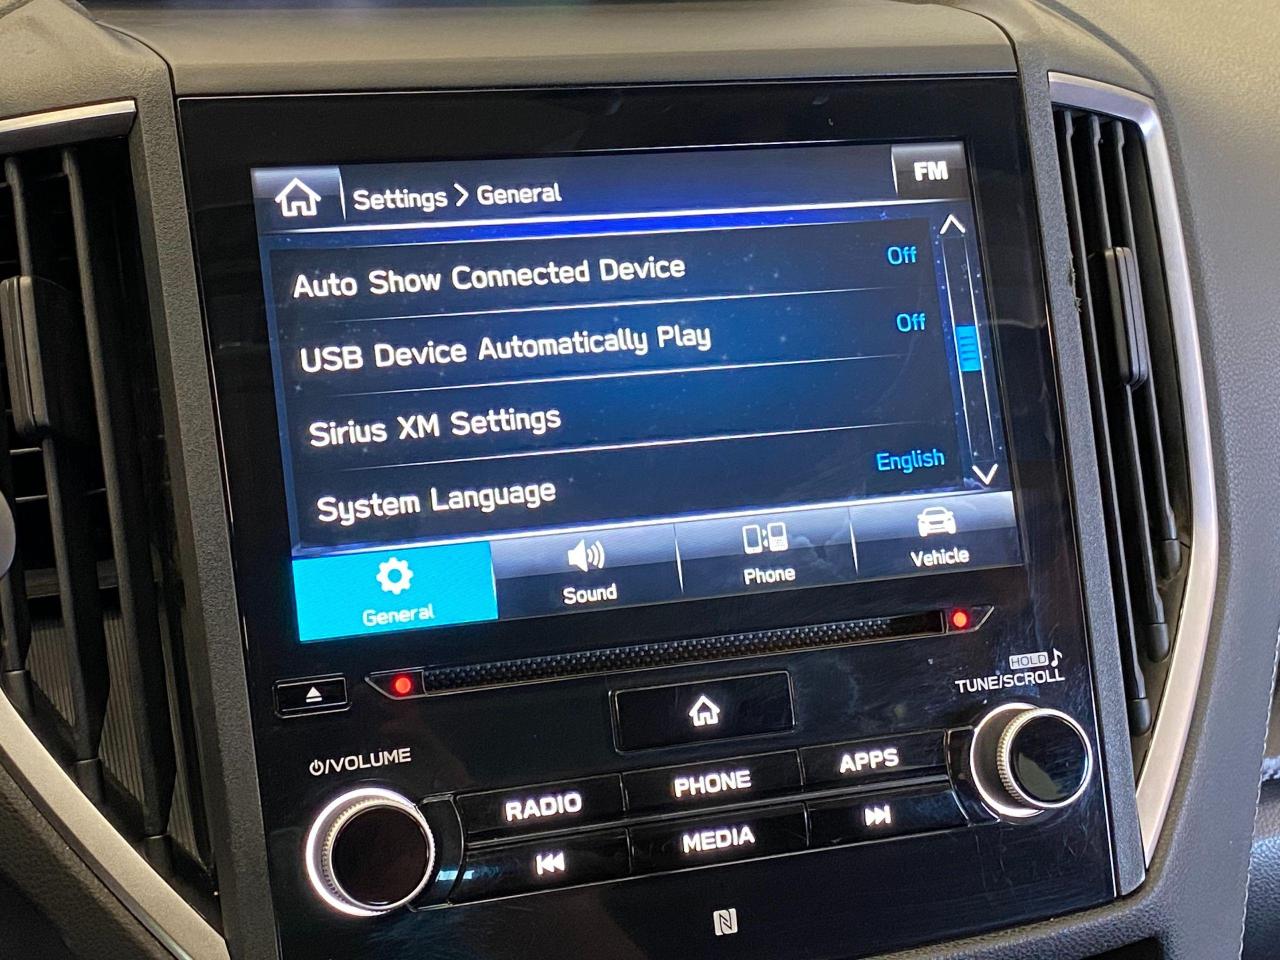 Settings > General
FM
Auto Show Connected Device Off
USB Device Automatically Play Off
Sirius XM Settings
System Language English
General Sound Phone Vehicle
HOLD
TUNE/SCROLL
/VOLUME
RADIO PHONE APPS
MEDIA
N